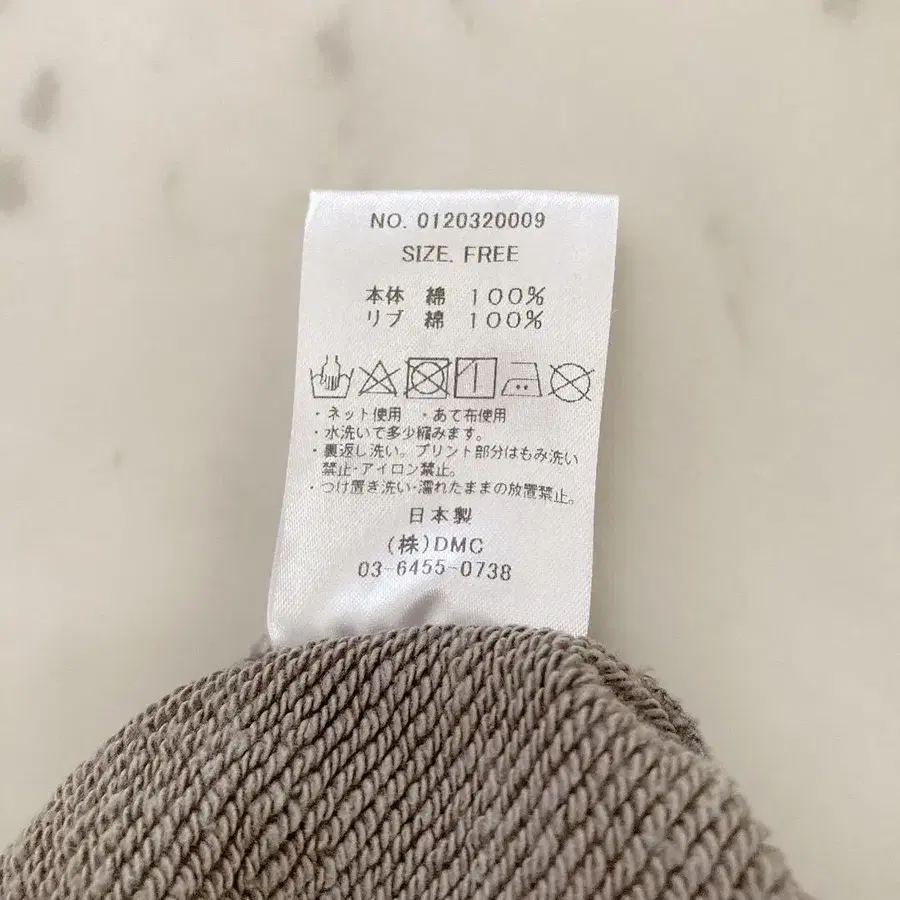 NO. 0120320009
SIZE. FREE
本体 綿 100%
リブ 綿 100%
・ネット使用 ・あて布使用
・水洗いで多少縮みます。
・裏返し洗い。プリント部分はもみ洗い
禁止・アイロン禁止。
・つけ置き洗い・濡れたままの放置禁止。
日本製
(株)DMC
03-6455-0738